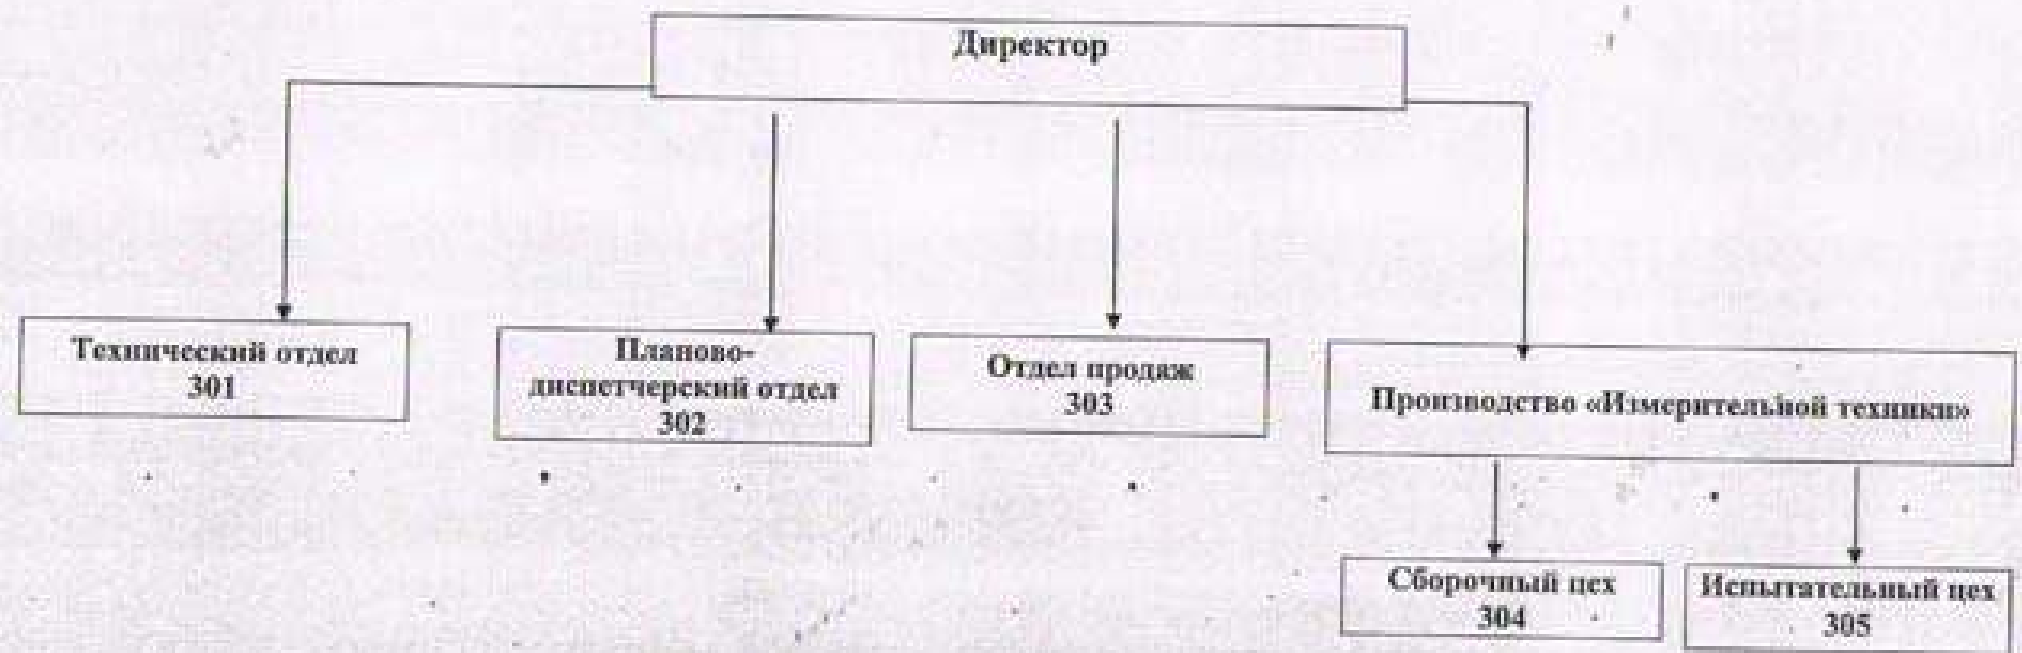 Директор
Технический отдел
301
Планово-
диспетчерский отдел
302
Отдел продаж
303
Производство «Измерительной техники»
Сборочный цех
304
Испытательный цех
305